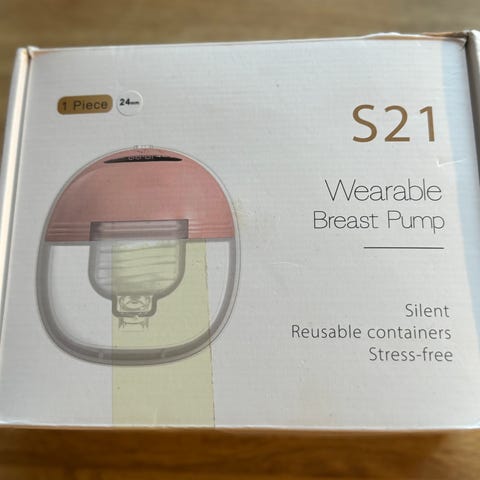 1 Piece
24mm
S21
Wearable
Breast Pump
Silent
Reusable containers
Stress-free